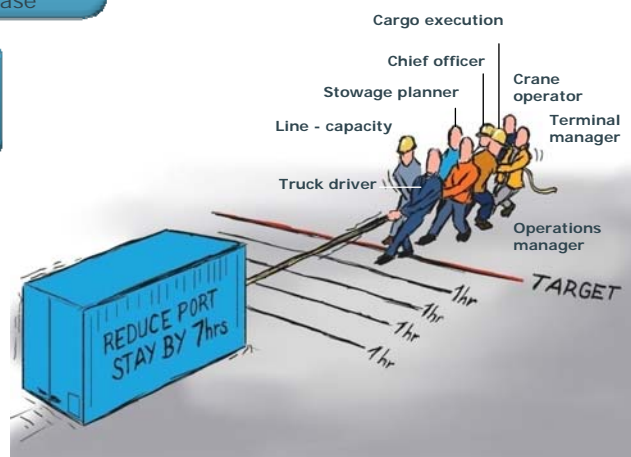 ase
Cargo execution
Chief officer
Crane
operator
Stowage planner
Terminal
manager
Line - capacity
Truck driver
Operations
manager
TARGET
1hr
1hr
1hr
1hr
REDUCE PORT
STAY BY 7hrs